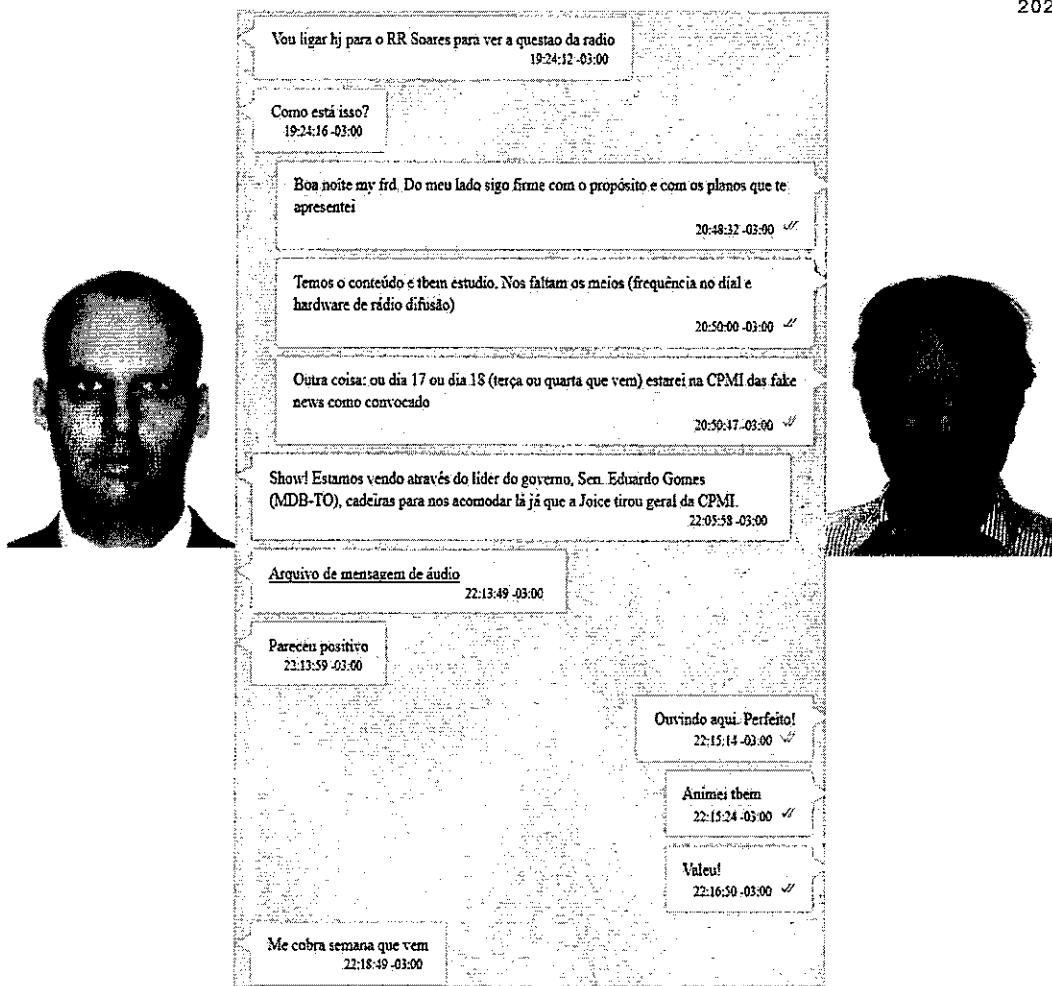 202
Vou ligar hj para o RR Soares para ver a questao da radio
19:24:12 -03:00
Como está isso?
19:24:16 -03:00
Boa noite my frd. Do meu lado sigo firme com o propósito e com os planos que te
apresentei
20:48:32 -03:00
Temos o conteúdo e tbem estudio. Nos faltam os meios (frequência no dial e
hardware de rádio difusão)
20:50:00 -03:00
Outra coisa: ou dia 17 ou dia 18 (terça ou quarta que vem) estarei na CPMI das fake
news como convocado
20:50:47 -03:00
Show! Estamos vendo através do líder do governo, Sen. Eduardo Gomes
(MDB-TO), cadeiras para nos acomodar lá já que a Joice tirou geral da CPMI.
22:05:58 -03:00
Arquivo de mensagem de áudio
22:13:49 -03:00
Pareceu positivo
22:13:59 -03:00
Ouvindo aqui. Perfeito!
22:15:14 -03:00
Animei tbem
22:15:24 -03:00
Valeu!
22:16:50 -03:00
Me cobra semana que vem
22:18:49 -03:00